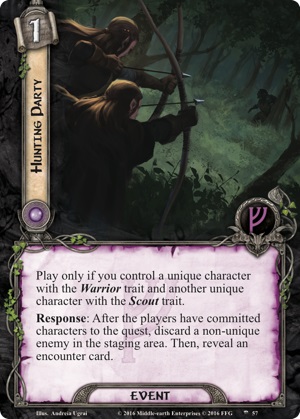 1
HUNTING PARTY
Play only if you control a unique character
with the Warrior trait and another unique
character with the Scout trait.
Response: After the players have committed
characters to the quest, discard a non-unique
enemy in the staging area. Then, reveal an
encounter card.
EVENT
Illus. Andreia Ugrai
© 2016 Middle-earth Enterprises © 2016 FFG
57